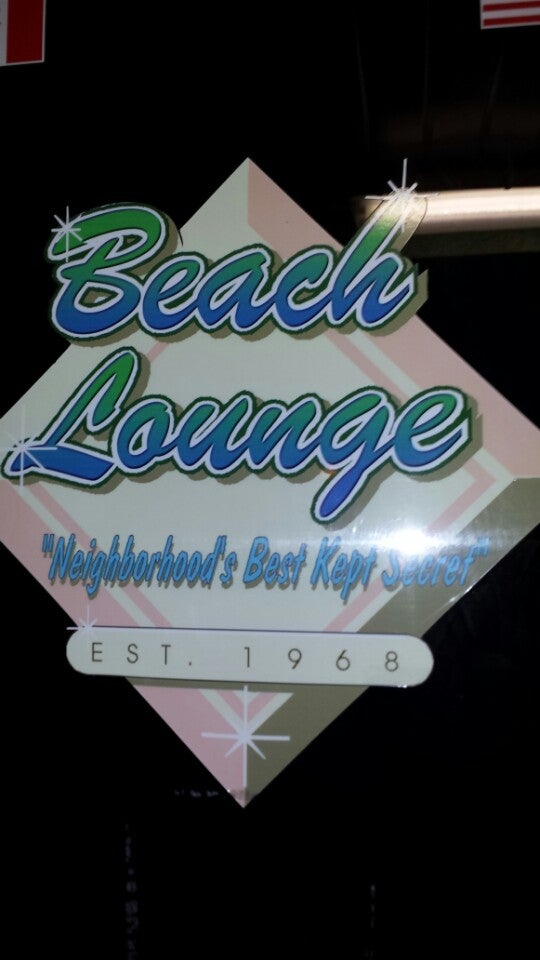 Beach
Lounge
"Neighborhood's Best Kept Secret"
EST. 1968